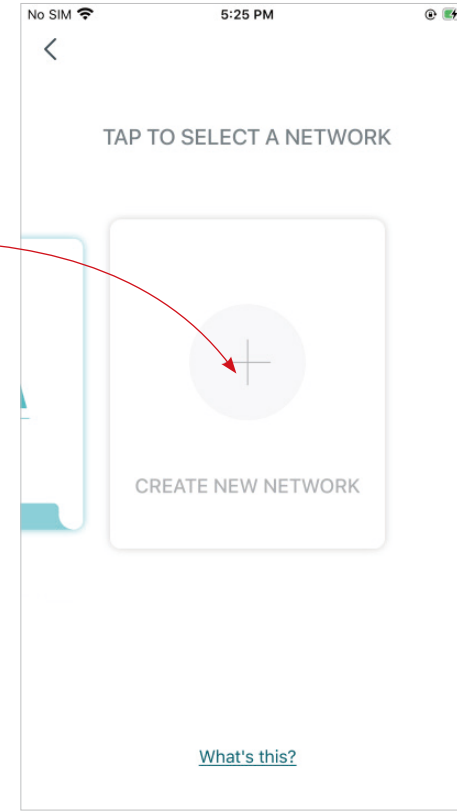 No SIM 5:25 PM
TAP TO SELECT A NETWORK
CREATE NEW NETWORK
What's this?